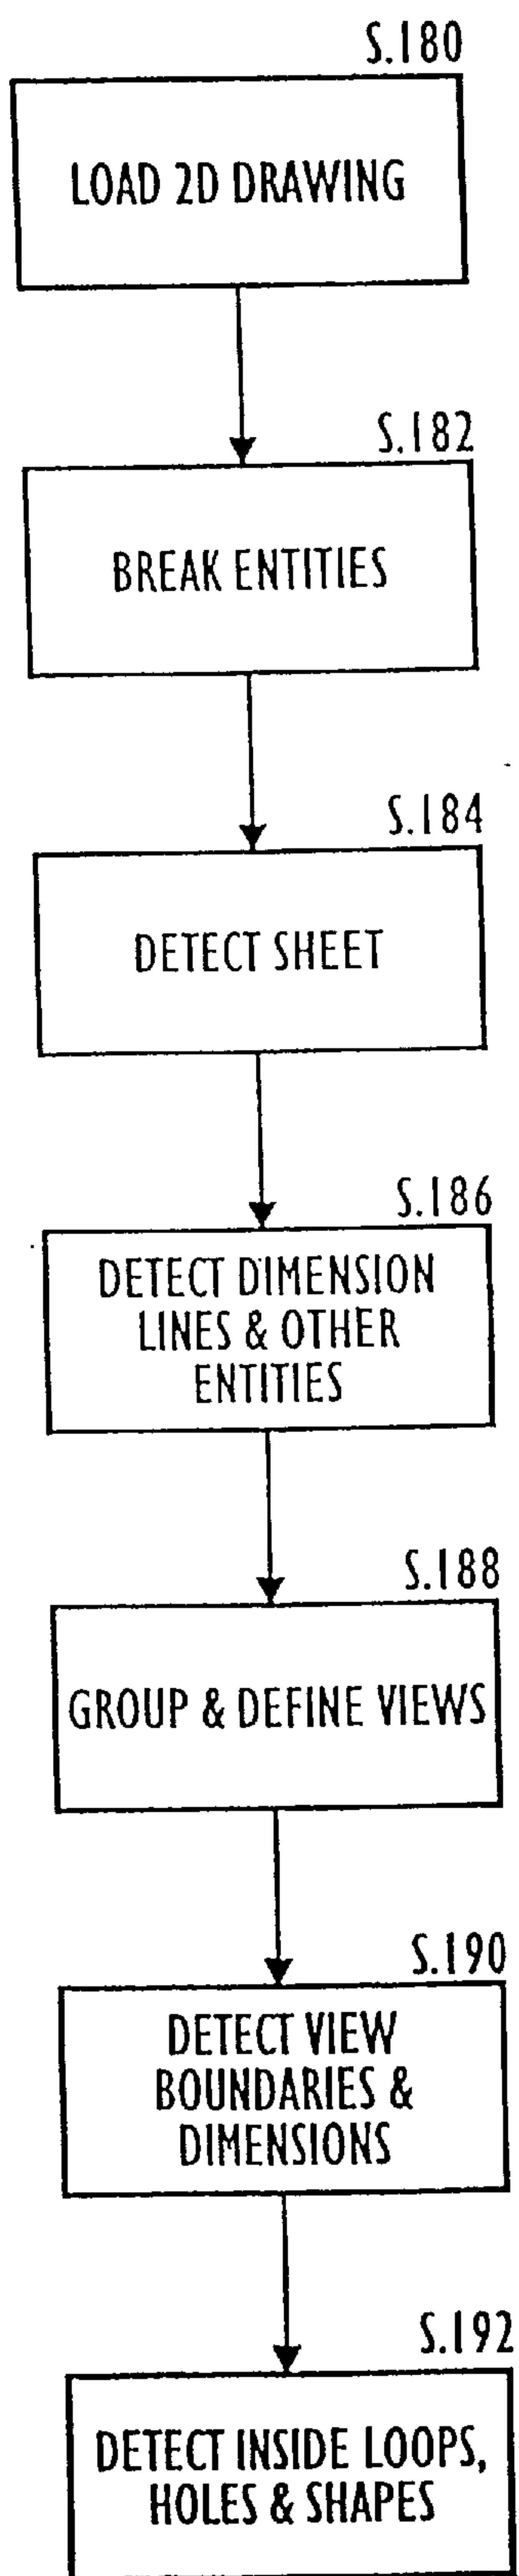 S.180
LOAD 2D DRAWING
S.182
BREAK ENTITIES
S.184
DETECT SHEET
S.186
DETECT DIMENSION
LINES & OTHER
ENTITIES
S.188
GROUP & DEFINE VIEWS
S.190
DETECT VIEW
BOUNDARIES &
DIMENSIONS
S.192
DETECT INSIDE LOOPS,
HOLES & SHAPES